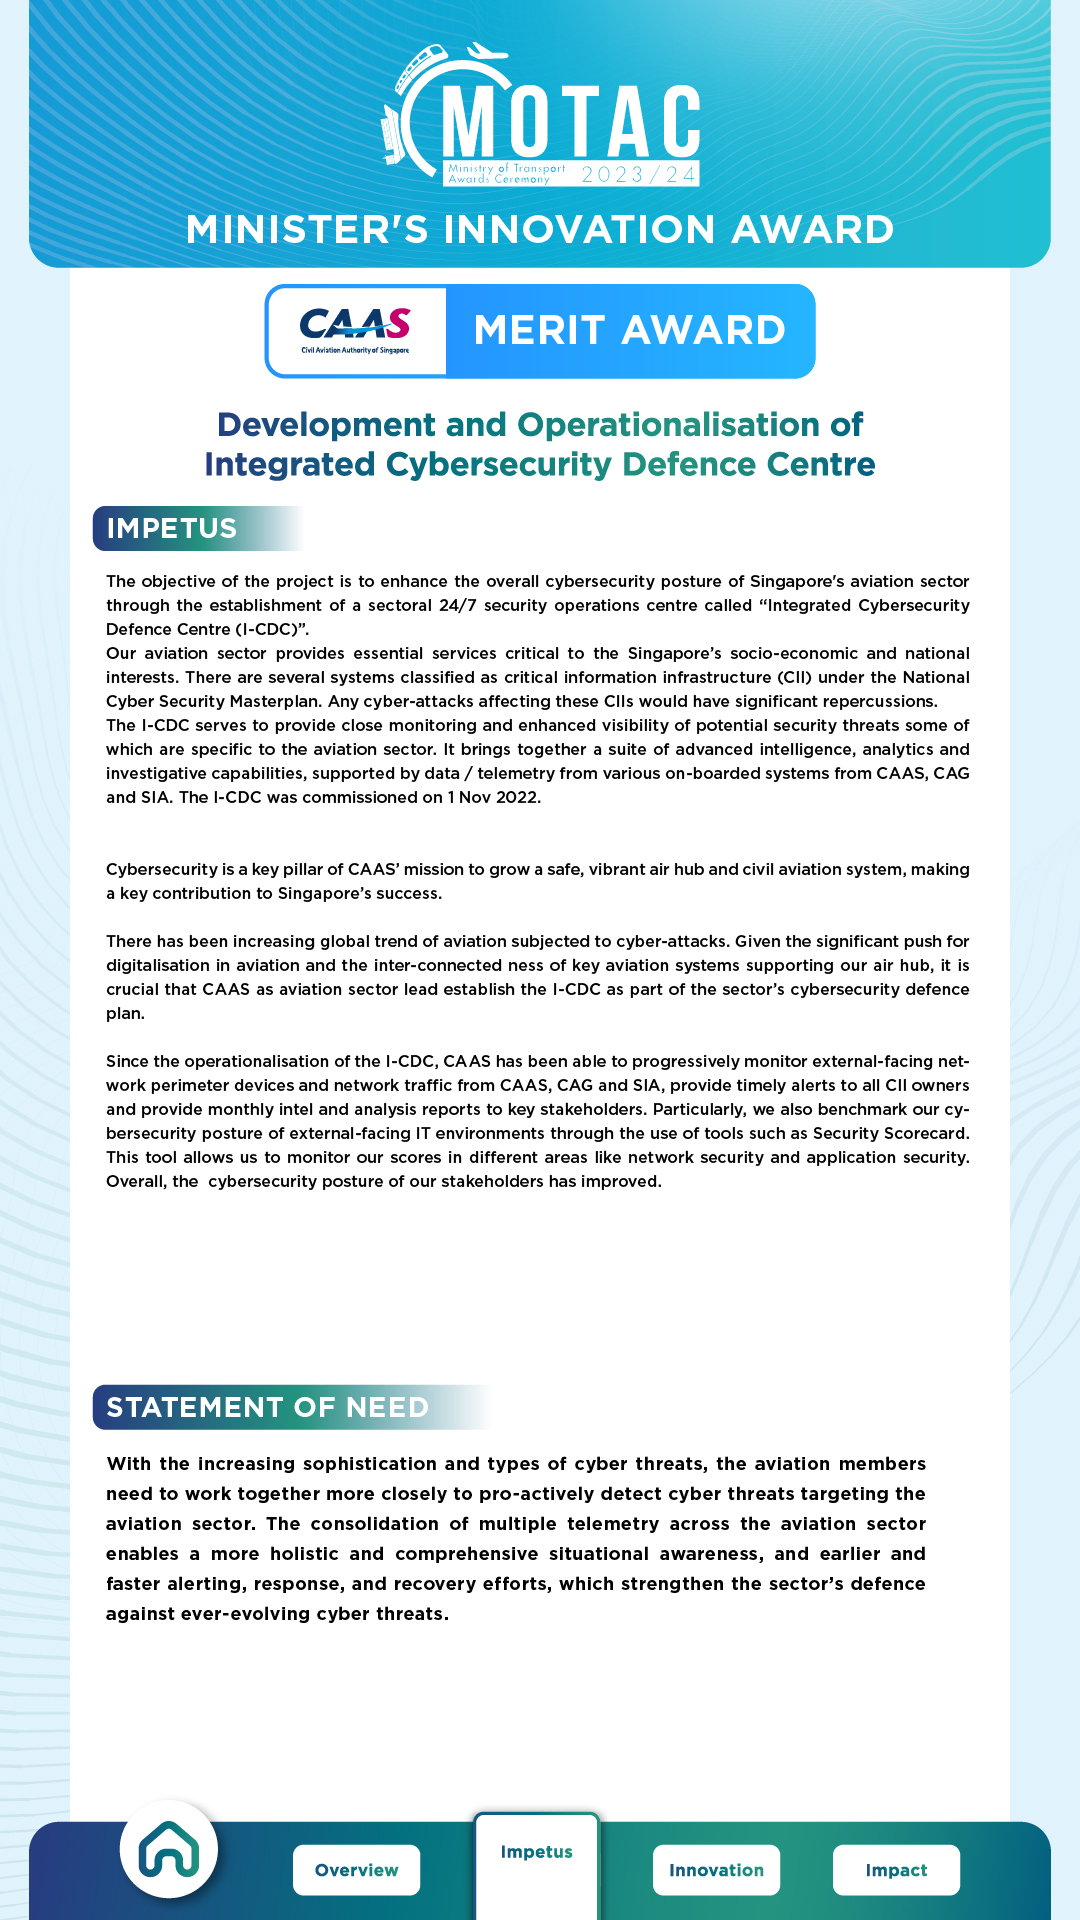 MOTAC
Ministry of Transport
Awards Ceremony
2023/24
MINISTER'S INNOVATION AWARD
CAAS
Civil Aviation Authority of Singapore
MERIT AWARD
Development and Operationalisation of
Integrated Cybersecurity Defence Centre
IMPETUS
The objective of the project is to enhance the overall cybersecurity posture of Singapore's aviation sector
through the establishment of a sectoral 24/7 security operations centre called “Integrated Cybersecurity
Defence Centre (I-CDC)”.
Our aviation sector provides essential services critical to the Singapore’s socio-economic and national
interests. There are several systems classified as critical information infrastructure (CII) under the National
Cyber Security Masterplan. Any cyber-attacks affecting these CIIs would have significant repercussions.
The I-CDC serves to provide close monitoring and enhanced visibility of potential security threats some of
which are specific to the aviation sector. It brings together a suite of advanced intelligence, analytics and
investigative capabilities, supported by data / telemetry from various on-boarded systems from CAAS, CAG
and SIA. The I-CDC was commissioned on 1 Nov 2022.
Cybersecurity is a key pillar of CAAS’ mission to grow a safe, vibrant air hub and civil aviation system, making
a key contribution to Singapore’s success.
There has been increasing global trend of aviation subjected to cyber-attacks. Given the significant push for
digitalisation in aviation and the inter-connected ness of key aviation systems supporting our air hub, it is
crucial that CAAS as aviation sector lead establish the I-CDC as part of the sector’s cybersecurity defence
plan.
Since the operationalisation of the I-CDC, CAAS has been able to progressively monitor external-facing net-
work perimeter devices and network traffic from CAAS, CAG and SIA, provide timely alerts to all CII owners
and provide monthly intel and analysis reports to key stakeholders. Particularly, we also benchmark our cy-
bersecurity posture of external-facing IT environments through the use of tools such as Security Scorecard.
This tool allows us to monitor our scores in different areas like network security and application security.
Overall, the  cybersecurity posture of our stakeholders has improved.
STATEMENT OF NEED
With the increasing sophistication and types of cyber threats, the aviation members
need to work together more closely to pro-actively detect cyber threats targeting the
aviation sector. The consolidation of multiple telemetry across the aviation sector
enables a more holistic and comprehensive situational awareness, and earlier and
faster alerting, response, and recovery efforts, which strengthen the sector’s defence
against ever-evolving cyber threats.
Overview
Impetus
Innovation
Impact